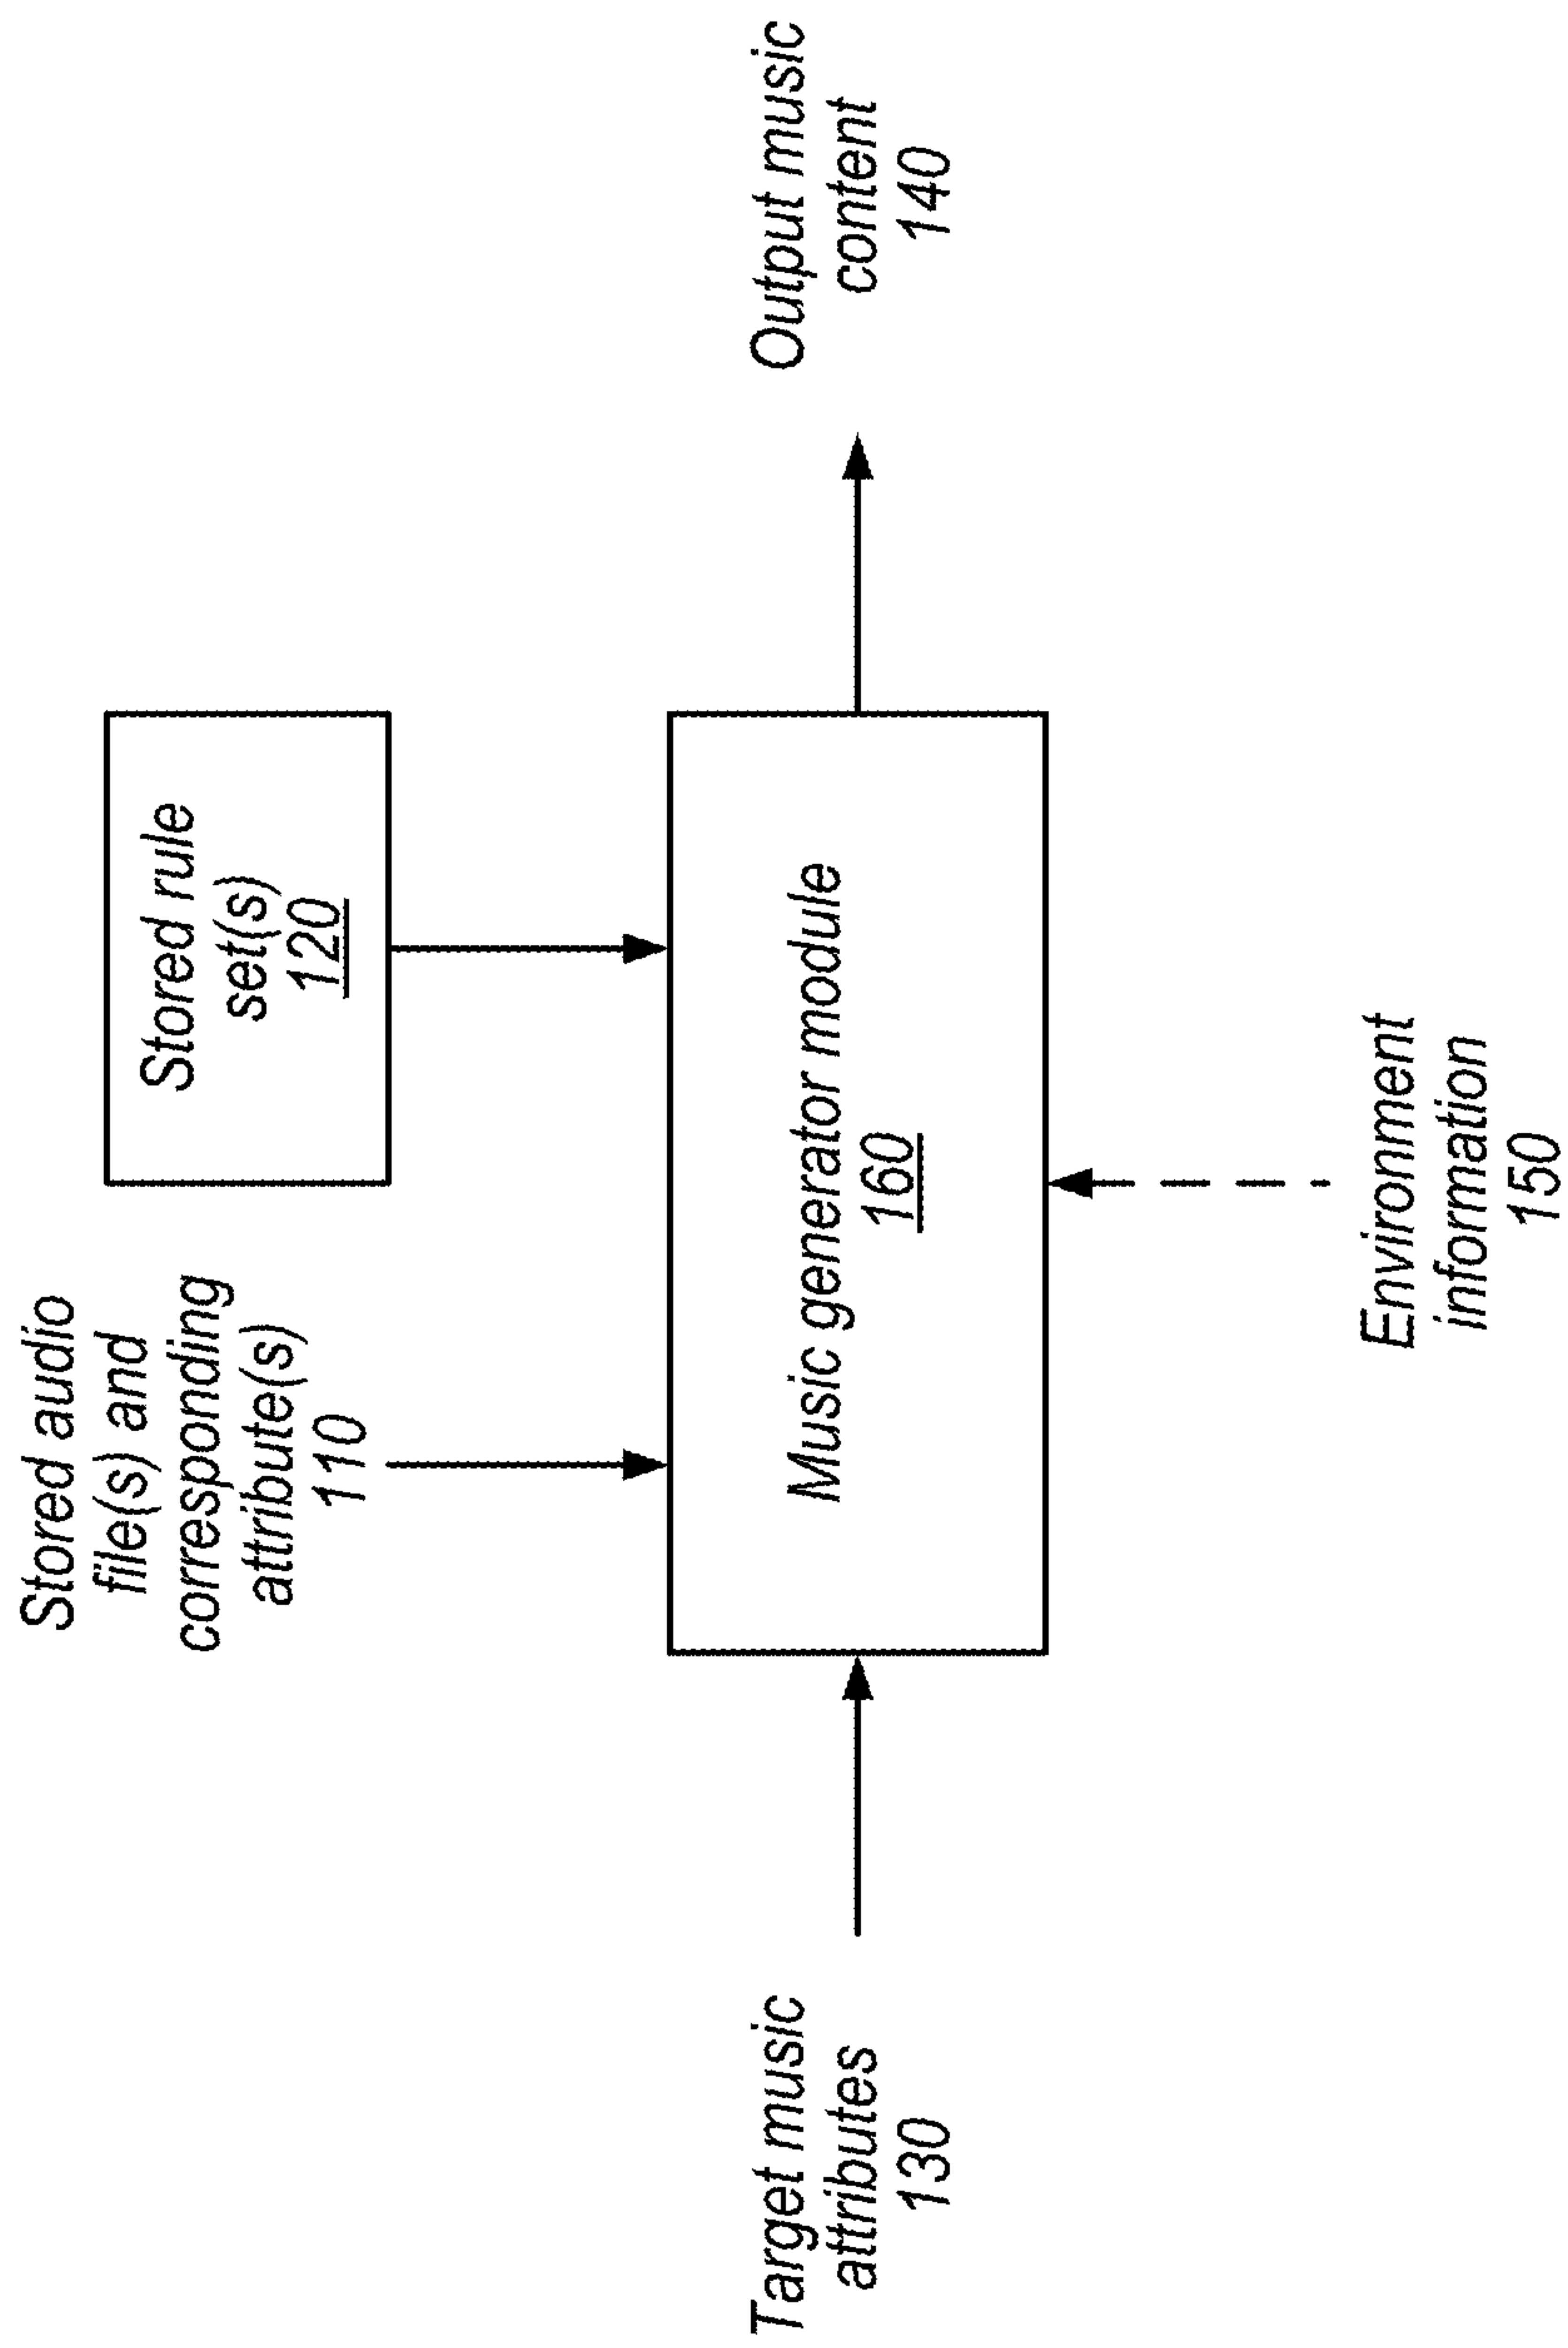 Stored audio
file(s) and
corresponding
attribute(s)
110
Stored rule
set(s)
120
Target music
attributes
130
Music generator module
160
Output music
content
140
Environment
information
150